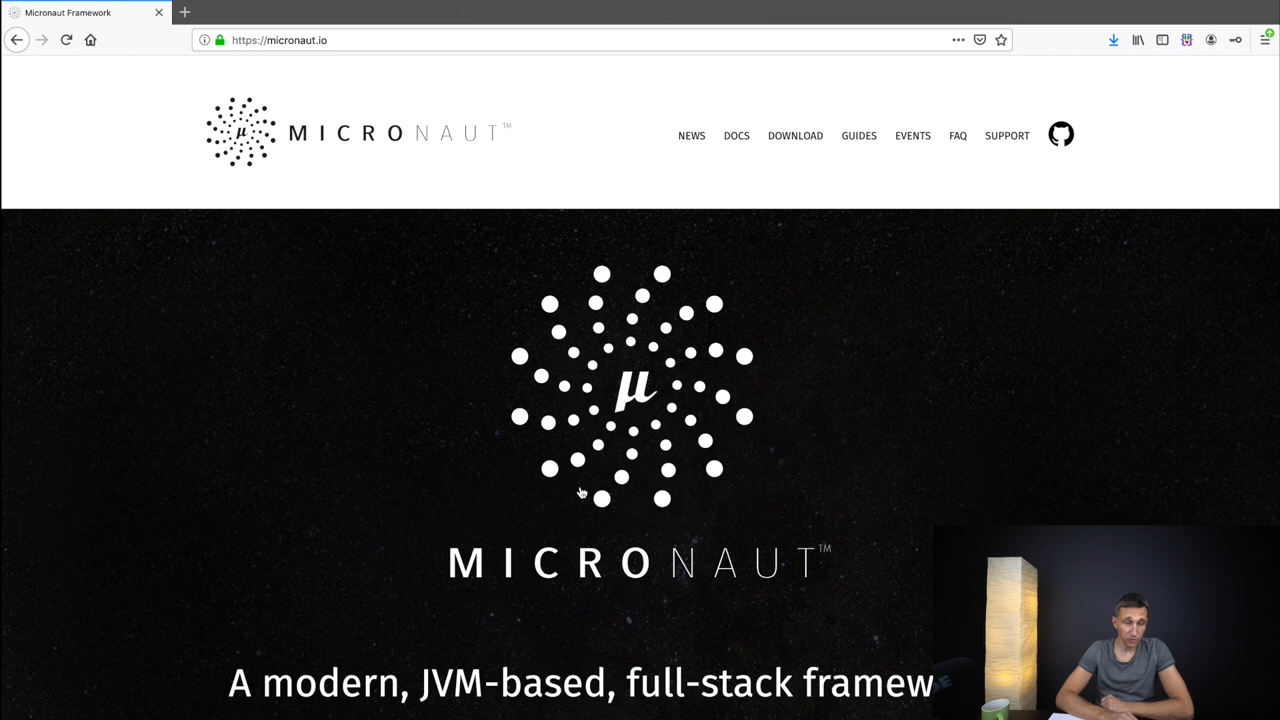 Micronaut Framework
https://micronaut.io
μ
MICRONAUT™
NEWS DOCS DOWNLOAD GUIDES EVENTS FAQ SUPPORT
μ
MICRONAUT™
A modern, JVM-based, full-stack framew